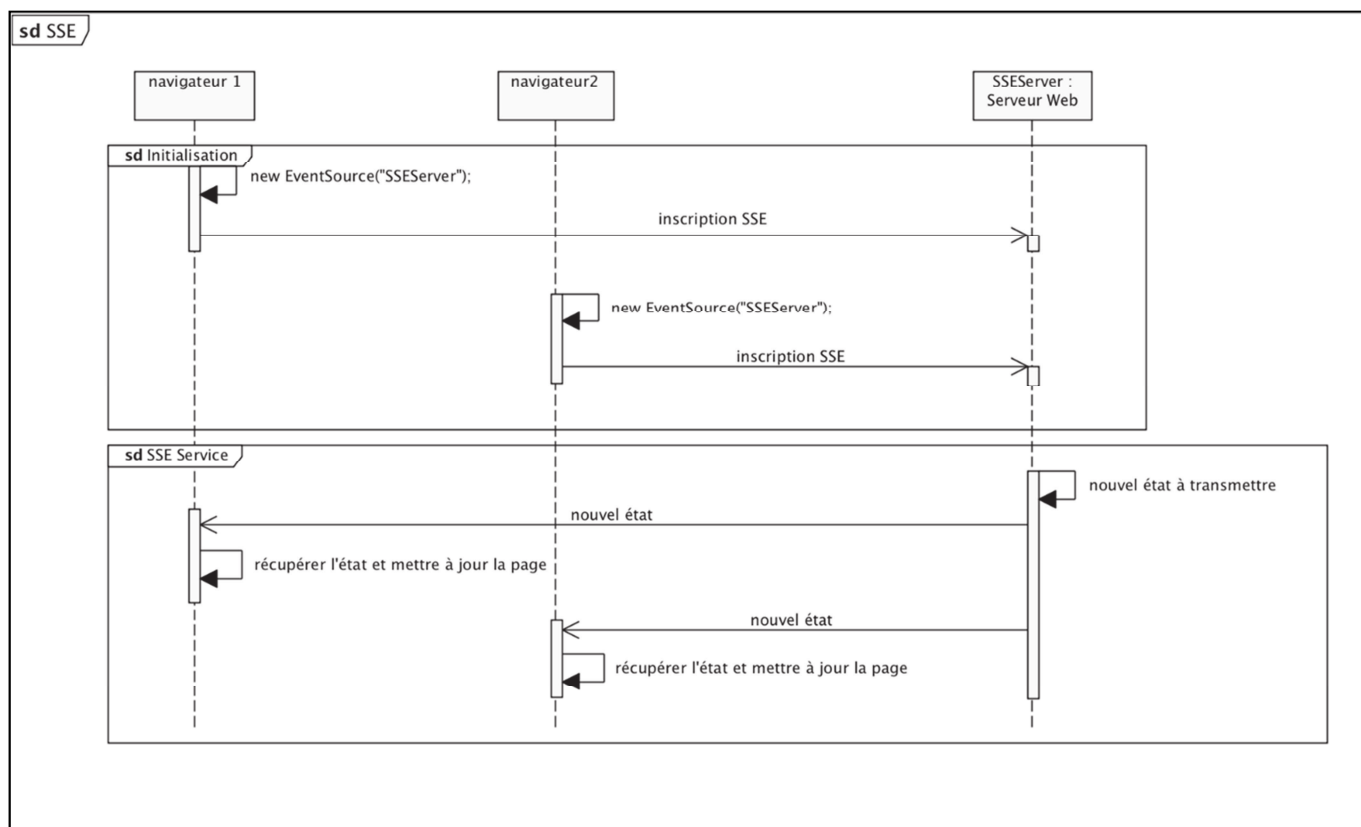 sd SSE
navigateur 1
navigateur2
SSEServer :
Serveur Web
sd Initialisation
new EventSource("SSEServer");
inscription SSE
new EventSource("SSEServer");
inscription SSE
sd SSE Service
nouvel état à transmettre
nouvel état
récupérer l'état et mettre à jour la page
nouvel état
récupérer l'état et mettre à jour la page